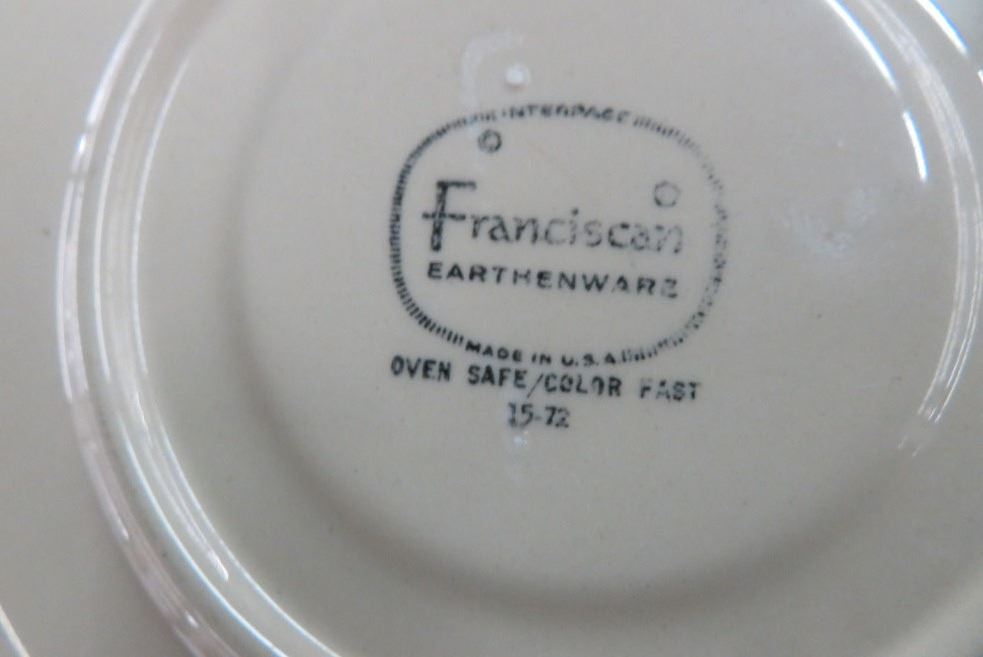 INTERPACE
©
Franciscan ©
EARTHENWARE
MADE IN U.S.A.
OVEN SAFE/COLOR FAST
15-72